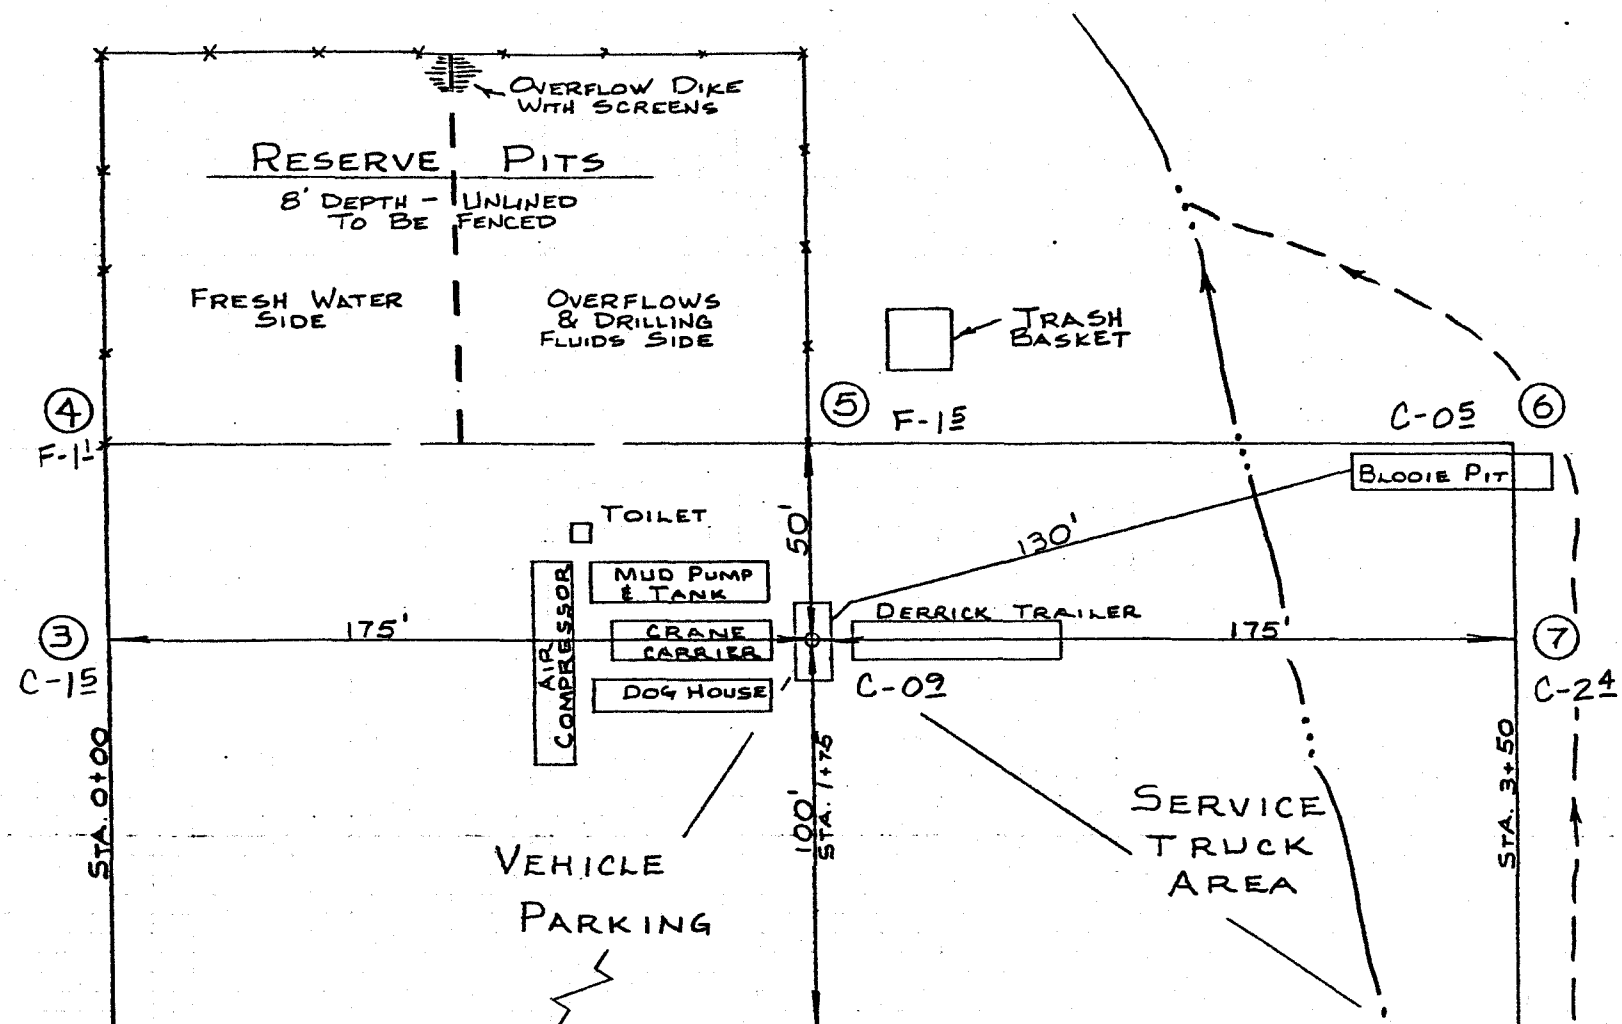 OVERFLOW DIKE
WITH SCREENS
RESERVE PITS
8' DEPTH - UNLINED
TO BE FENCED
FRESH WATER
SIDE
OVERFLOWS
& DRILLING
FLUIDS SIDE
TRASH
BASKET
4
F-1¹
5
F-1⁵
C-0⁵
6
BLOOIE PIT
TOILET
50'
130'
MUD PUMP
& TANK
AIR
COMPRESSOR
DERRICK TRAILER
3
175'
CRANE
CARRIER
175'
7
C-1⁵
DOG HOUSE
C-0⁹
C-2⁴
STA. 0+00
100'
STA. 1+75
STA. 3+50
VEHICLE
PARKING
SERVICE
TRUCK
AREA